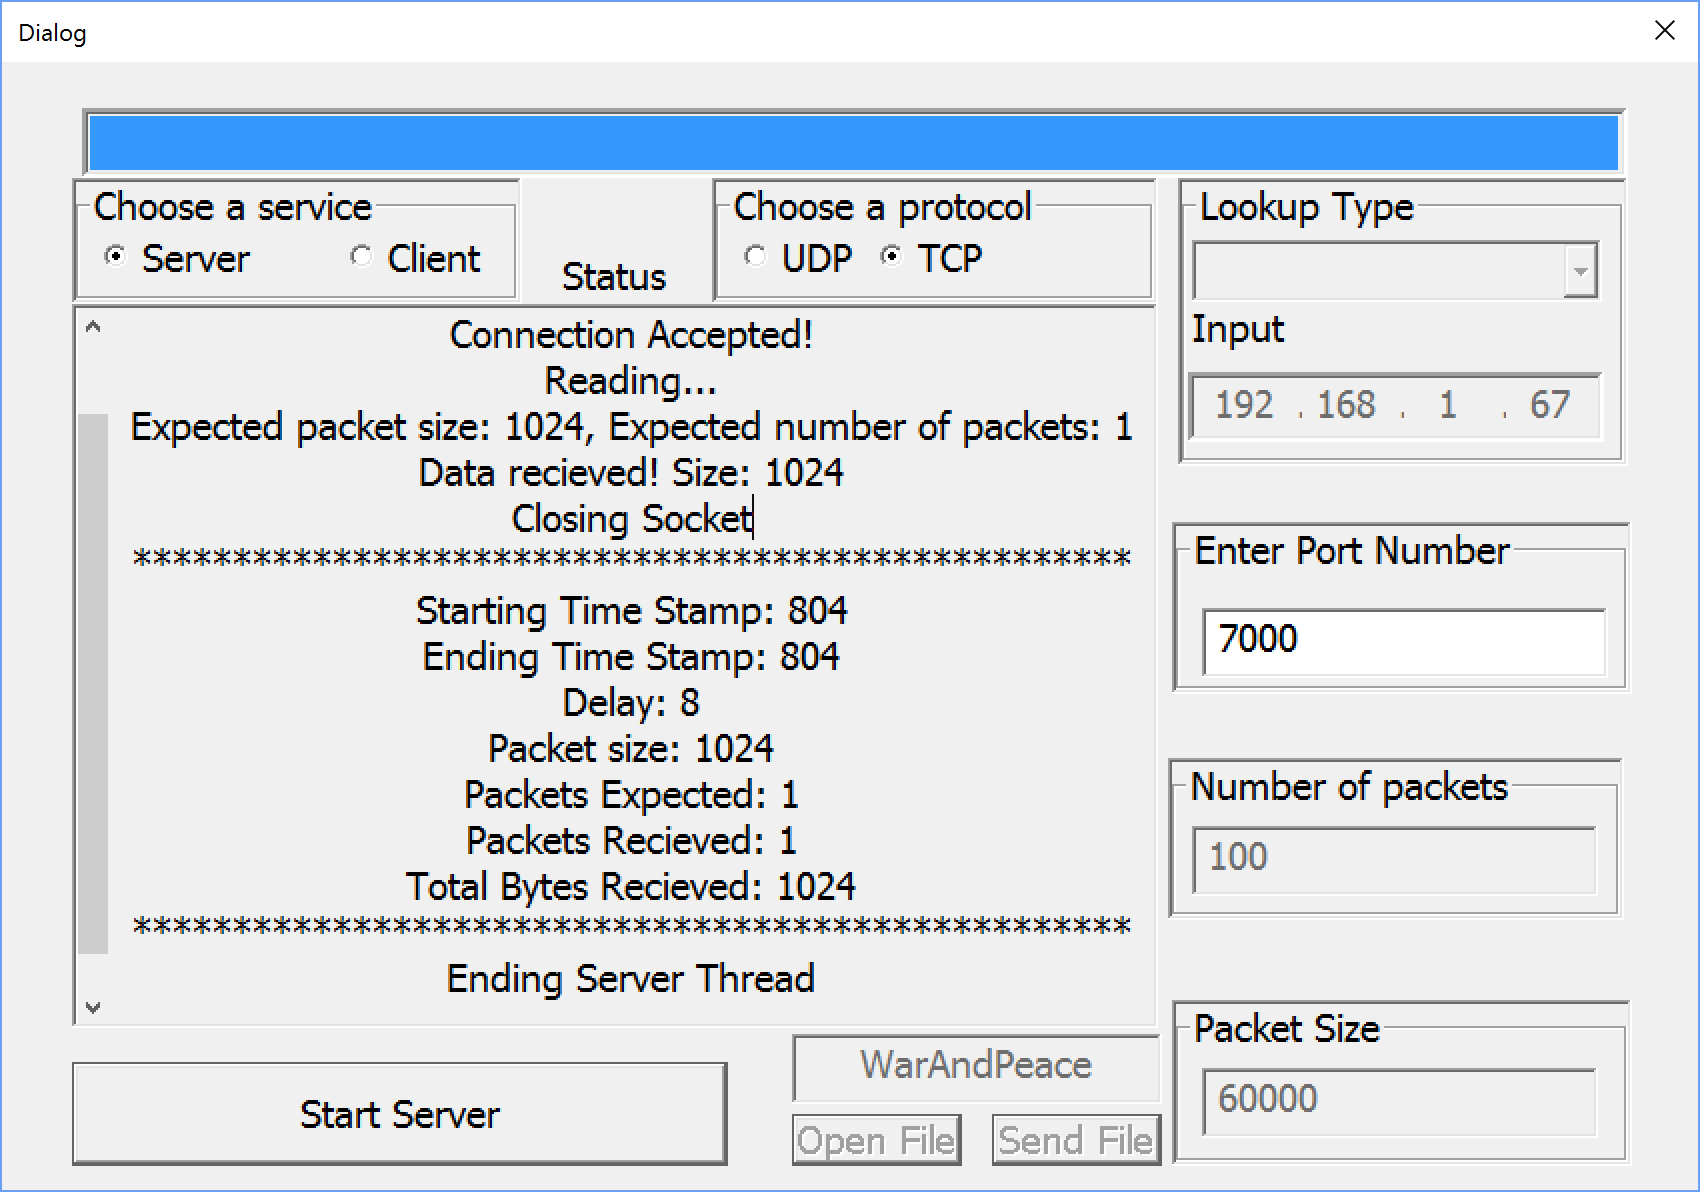 Dialog
Choose a service
Server Client
Status
Choose a protocol
UDP TCP
Lookup Type
Input
192 . 168 . 1 . 67
Connection Accepted!
Reading...
Expected packet size: 1024, Expected number of packets: 1
Data recieved! Size: 1024
Closing Socket
**************************************************
Starting Time Stamp: 804
Ending Time Stamp: 804
Delay: 8
Packet size: 1024
Packets Expected: 1
Packets Recieved: 1
Total Bytes Recieved: 1024
**************************************************
Ending Server Thread
Enter Port Number
7000
Number of packets
100
Packet Size
60000
Start Server
WarAndPeace
Open File Send File